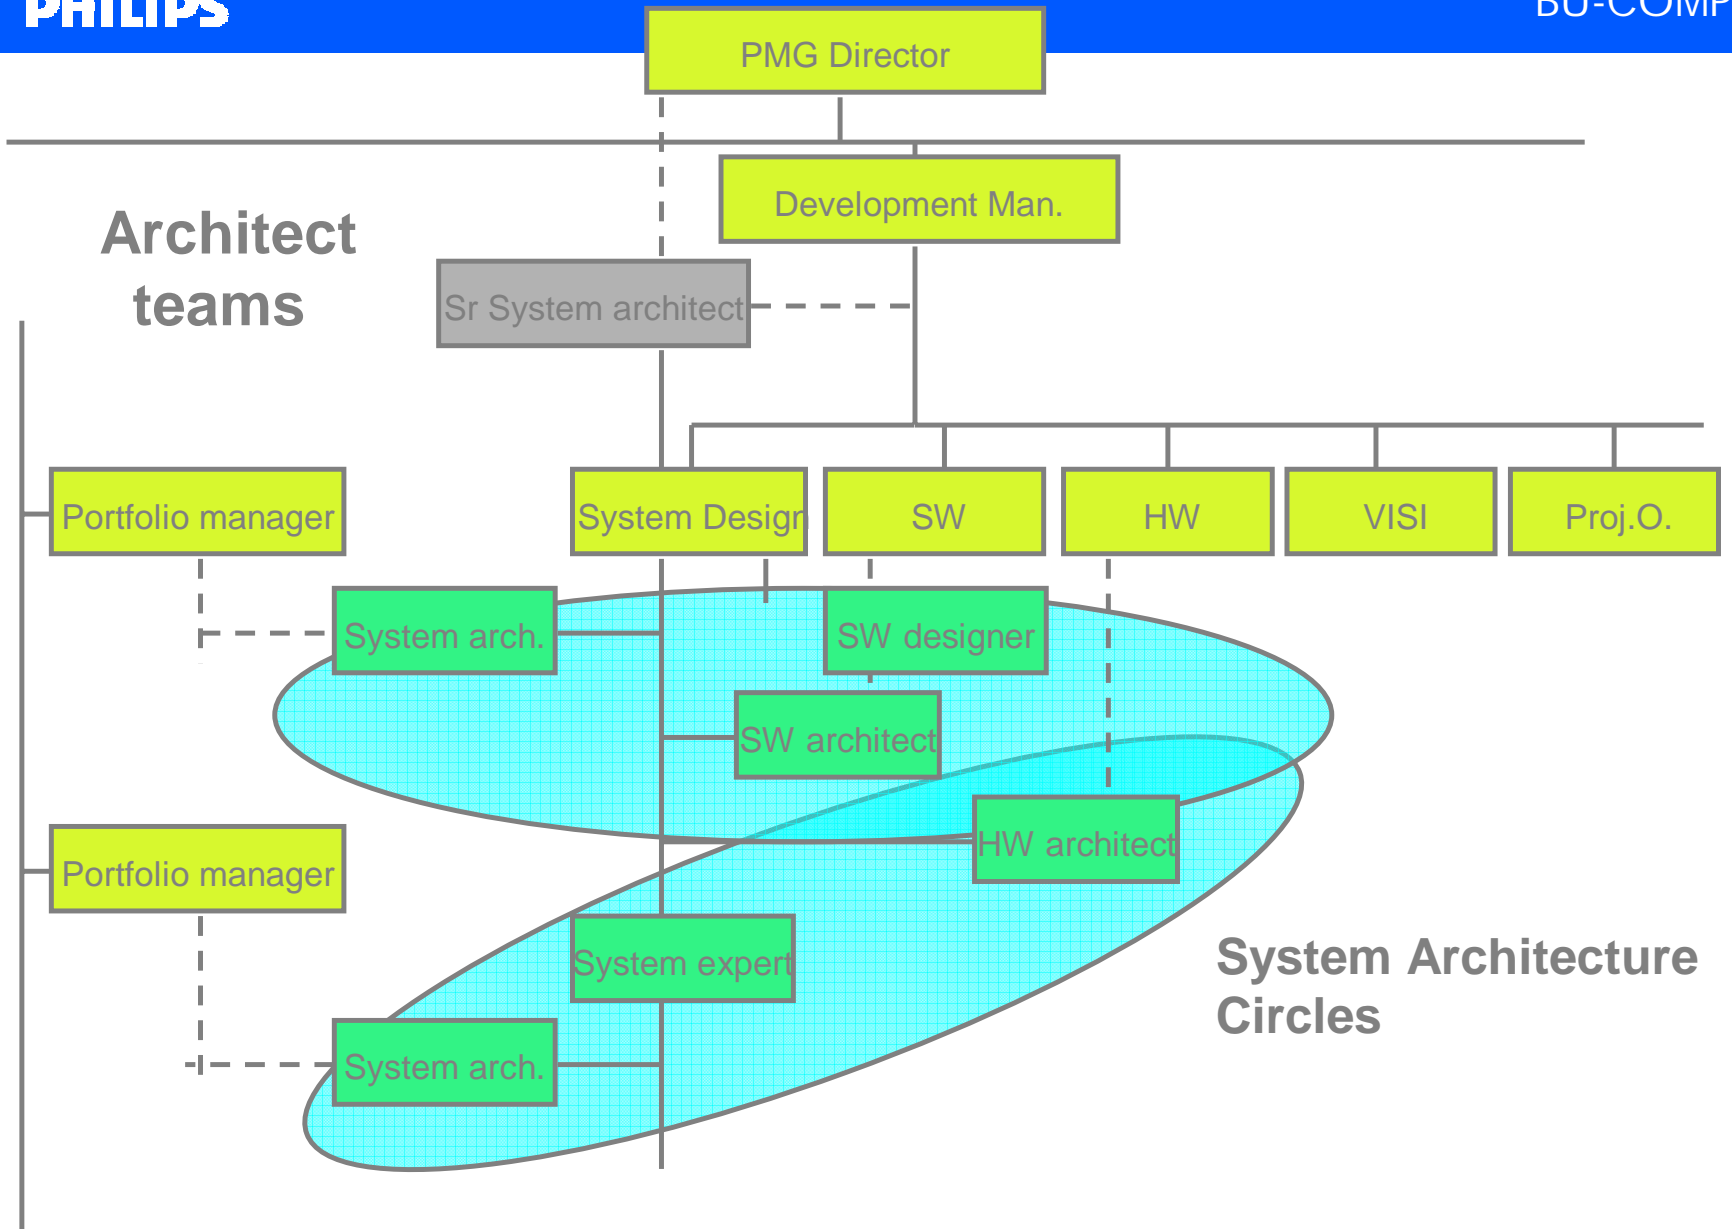 PHILIPS
BU-COMP
PMG Director
Development Man.
Architect
teams
Sr System architect
Portfolio manager
System Design
SW
HW
VISI
Proj.O.
System arch.
SW designer
SW architect
HW architect
Portfolio manager
System expert
System Architecture
Circles
System arch.